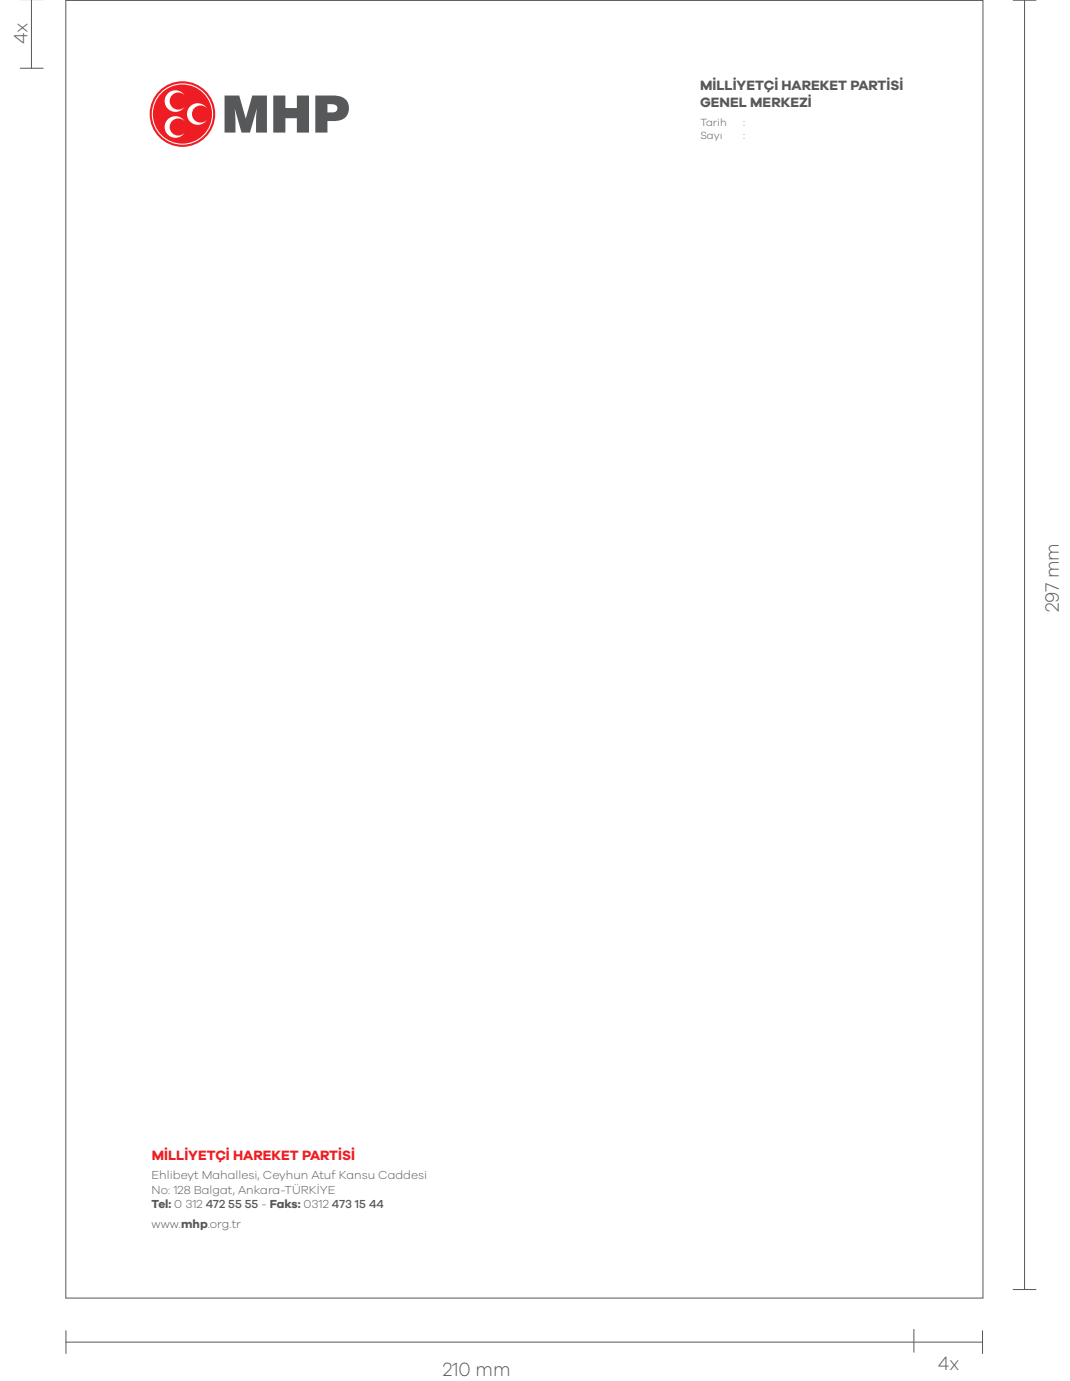 4x
MHP
MİLLİYETÇİ HAREKET PARTİSİ
GENEL MERKEZİ
Tarih :
Sayı :
297 mm
MİLLİYETÇİ HAREKET PARTİSİ
Ehlibeyt Mahallesi, Ceyhun Atuf Kansu Caddesi
No: 128 Balgat, Ankara-TÜRKİYE
Tel: 0 312 472 55 55 - Faks: 0312 473 15 44
www.mhp.org.tr
210 mm
4x